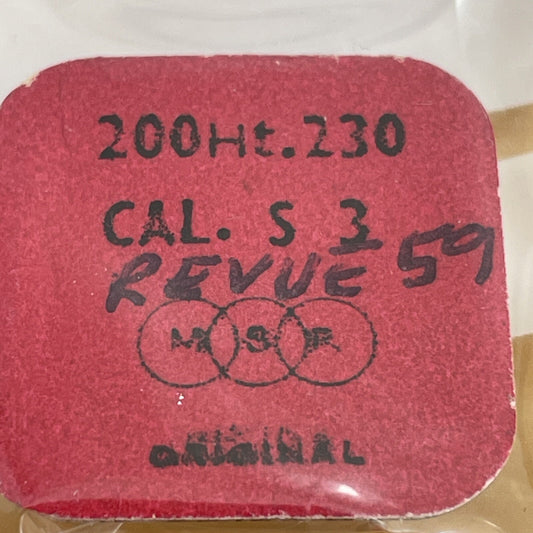 200Ht.230
CAL. S 3
REVUE 59
M S R
ORIGINAL